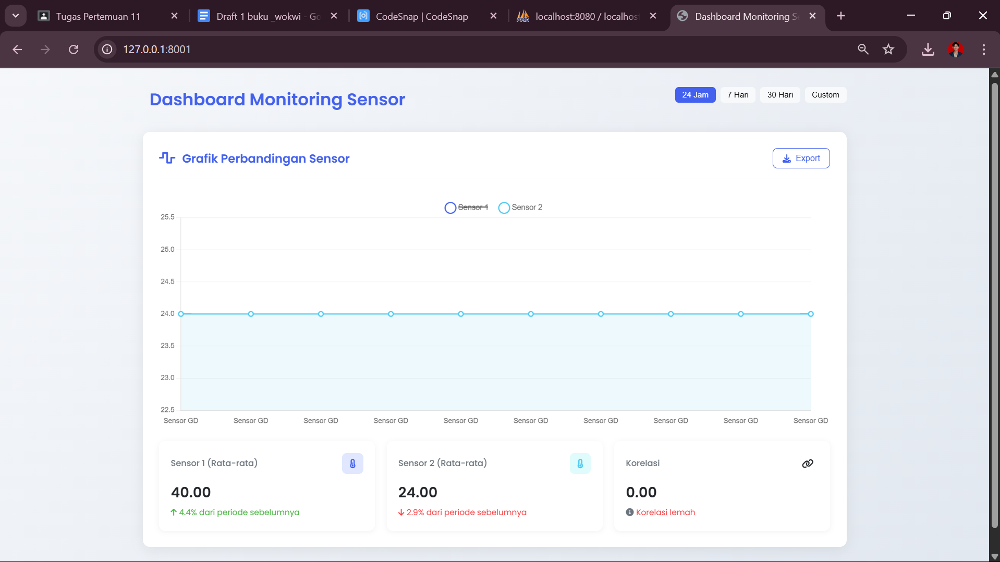 Tugas Pertemuan 11
Draft 1 buku _wokwi - Go
CodeSnap | CodeSnap
localhost:8080 / localhost
Dashboard Monitoring Se
127.0.0.1:8001
Dashboard Monitoring Sensor
24 Jam
7 Hari
30 Hari
Custom
Grafik Perbandingan Sensor
Export
Sensor 1
Sensor 2
25.5
25.0
24.5
24.0
23.5
23.0
22.5
Sensor GD
Sensor GD
Sensor GD
Sensor GD
Sensor GD
Sensor GD
Sensor GD
Sensor GD
Sensor GD
Sensor GD
Sensor 1 (Rata-rata)
40.00
4.4% dari periode sebelumnya
Sensor 2 (Rata-rata)
24.00
2.9% dari periode sebelumnya
Korelasi
0.00
Korelasi lemah